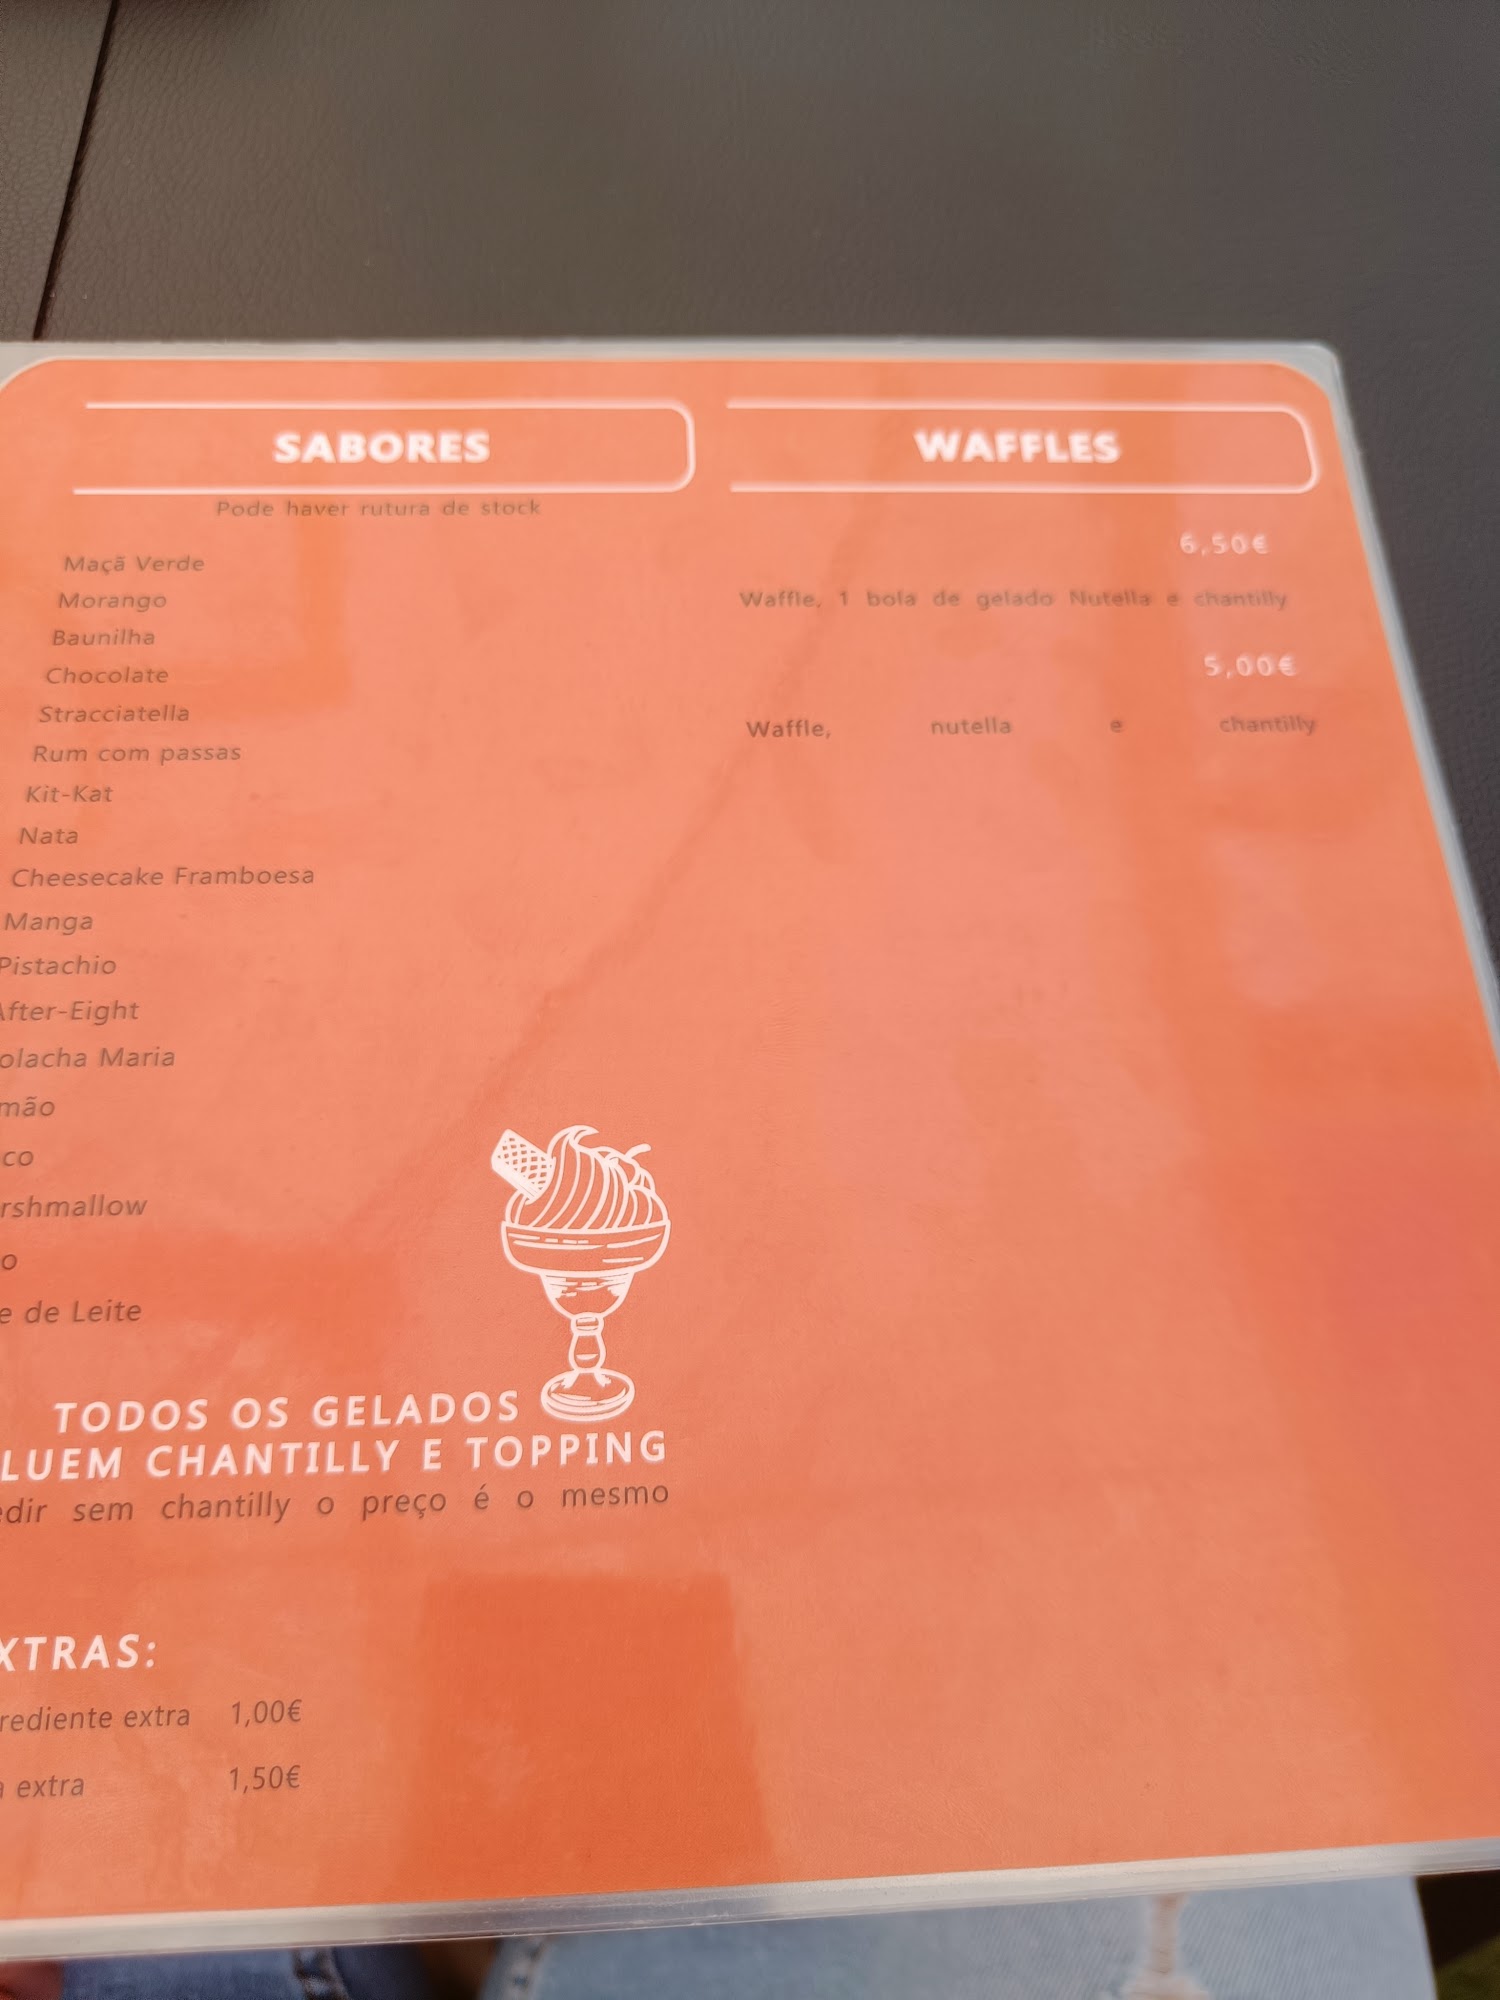 SABORES
Pode haver rutura de stock
Maçã Verde
Morango
Baunilha
Chocolate
Stracciatella
Rum com passas
Kit-Kat
Nata
Cheesecake Framboesa
Manga
Pistachio
After-Eight
olacha Maria
mão
co
rshmallow
o
e de Leite
TODOS OS GELADOS
LUEM CHANTILLY E TOPPING
edir sem chantilly o preço é o mesmo
XTRAS:
rediente extra 1,00€
a extra 1,50€
WAFFLES
6,50€
Waffle, 1 bola de gelado Nutella e chantilly
5,00€
Waffle, nutella e chantilly